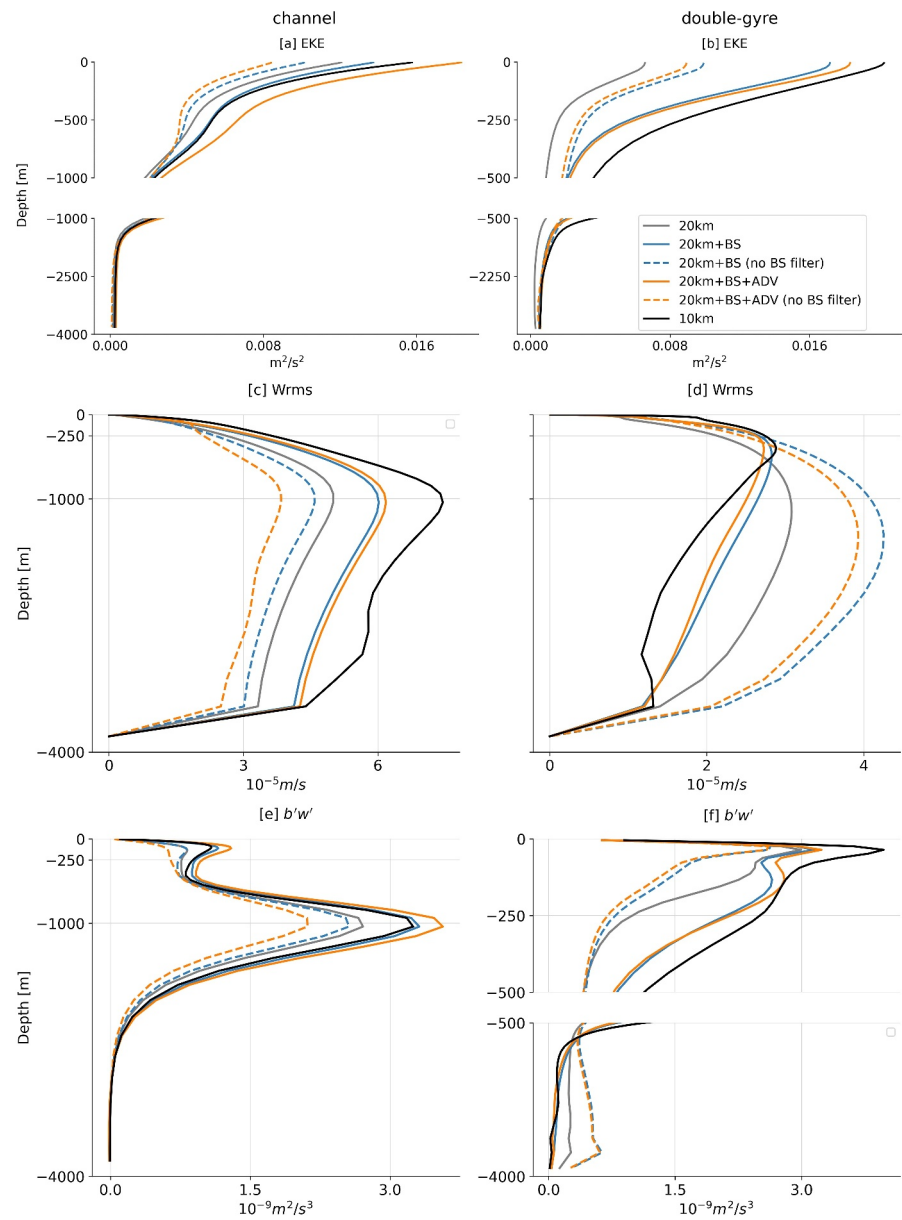 channel
double-gyre
[a] EKE
[b] EKE
0
−500
−1000
0
−250
−500
Depth [m]
−1000
−2500
−4000
−500
−2250
20km
20km+BS
20km+BS (no BS filter)
20km+BS+ADV
20km+BS+ADV (no BS filter)
10km
0.000
0.008
0.016
m²/s²
0.000
0.008
0.016
m²/s²
[c] Wrms
[d] Wrms
0
−250
−1000
−4000
Depth [m]
0
3
6
10⁻⁵m/s
0
2
4
10⁻⁵m/s
[e] b′w′
[f] b′w′
0
−250
−1000
−4000
Depth [m]
0
−250
−500
−500
−4000
0.0
1.5
3.0
10⁻⁹m²/s³
0.0
1.5
3.0
10⁻⁹m²/s³